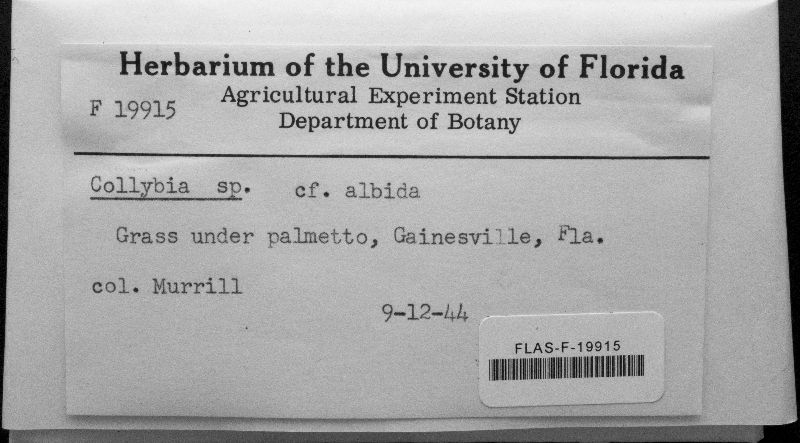 Herbarium of the University of Florida
Agricultural Experiment Station
F 19915
Department of Botany
Collybia sp. cf. albida
Grass under palmetto, Gainesville, Fla.
col. Murrill
9-12-44
FLAS-F-19915